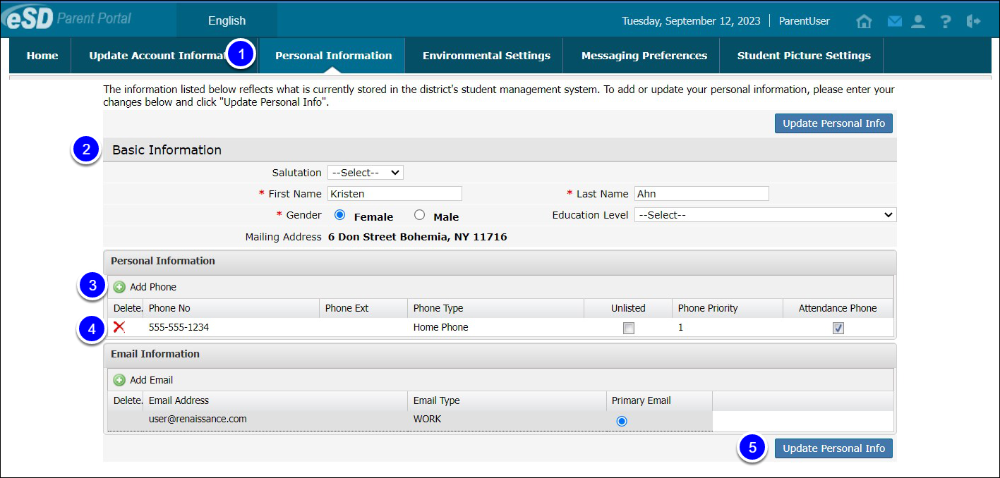 eSD Parent Portal
English
Tuesday, September 12, 2023
ParentUser
?
Home
Update Account Informat
1
Personal Information
Environmental Settings
Messaging Preferences
Student Picture Settings
The information listed below reflects what is currently stored in the district's student management system. To add or update your personal information, please enter your
changes below and click "Update Personal Info".
Update Personal Info
2
Basic Information
Salutation --Select--
* First Name Kristen
* Last Name Ahn
* Gender Female Male
Education Level --Select--
Mailing Address 6 Don Street Bohemia, NY 11716
Personal Information
3
Add Phone
Delete. Phone No Phone Ext Phone Type Unlisted Phone Priority Attendance Phone
4
555-555-1234 Home Phone 1
Email Information
Add Email
Delete. Email Address Email Type Primary Email
user@renaissance.com WORK
5
Update Personal Info